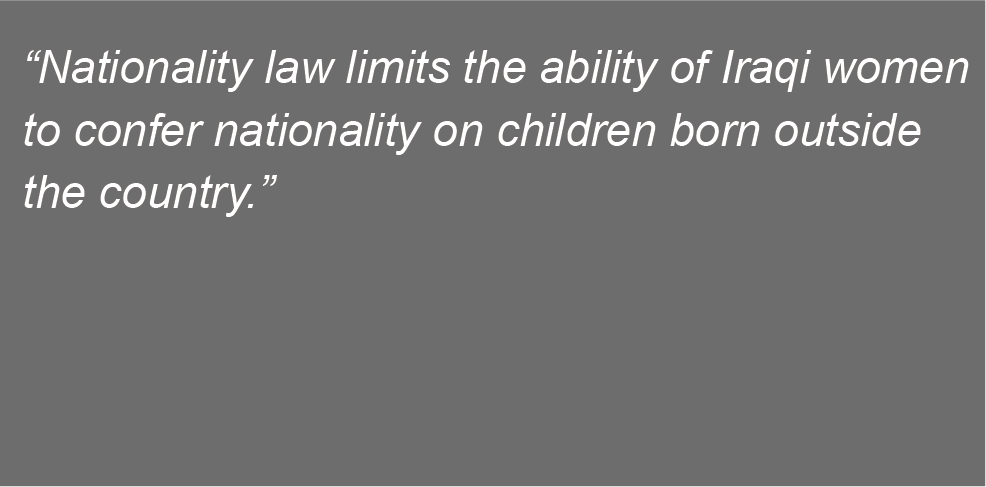 “Nationality law limits the ability of Iraqi women
to confer nationality on children born outside
the country.”